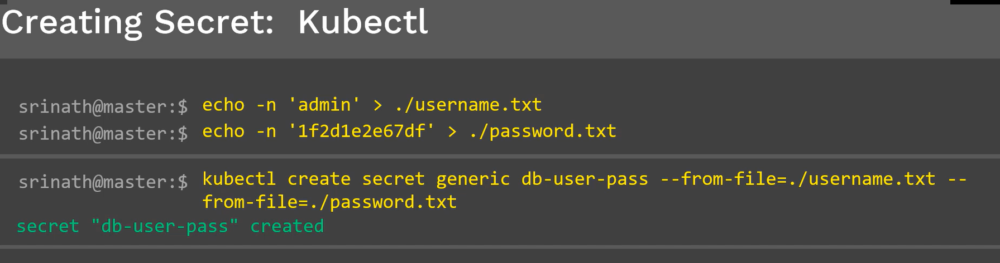 Creating Secret: Kubectl
srinath@master:$ echo -n 'admin' > ./username.txt
srinath@master:$ echo -n '1f2d1e2e67df' > ./password.txt
srinath@master:$ kubectl create secret generic db-user-pass --from-file=./username.txt --
from-file=./password.txt
secret "db-user-pass" created